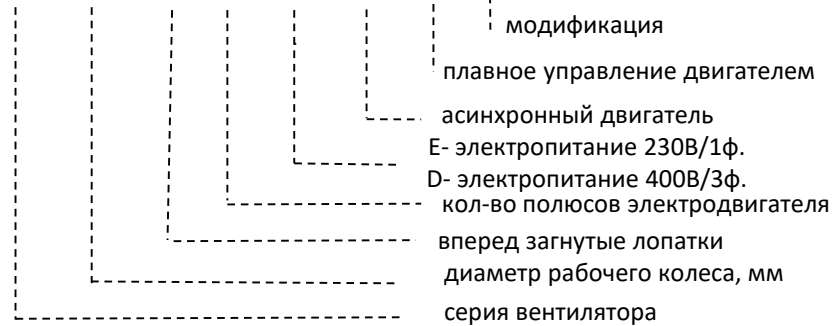 модификация
плавное управление двигателем
асинхронный двигатель
Е- электропитание 230В/1ф.
D- электропитание 400В/3ф.
кол-во полюсов электродвигателя
вперед загнутые лопатки
диаметр рабочего колеса, мм
серия вентилятора